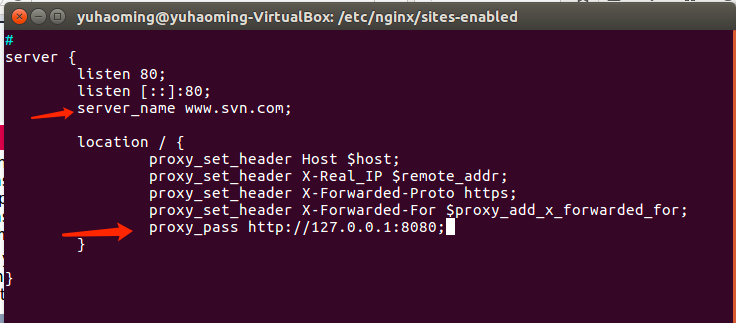 yuhaoming@yuhaoming-VirtualBox: /etc/nginx/sites-enabled
#
server {
listen 80;
listen [::]:80;
server_name www.svn.com;
location / {
proxy_set_header Host $host;
proxy_set_header X-Real_IP $remote_addr;
proxy_set_header X-Forwarded-Proto https;
proxy_set_header X-Forwarded-For $proxy_add_x_forwarded_for;
proxy_pass http://127.0.0.1:8080;
}
}